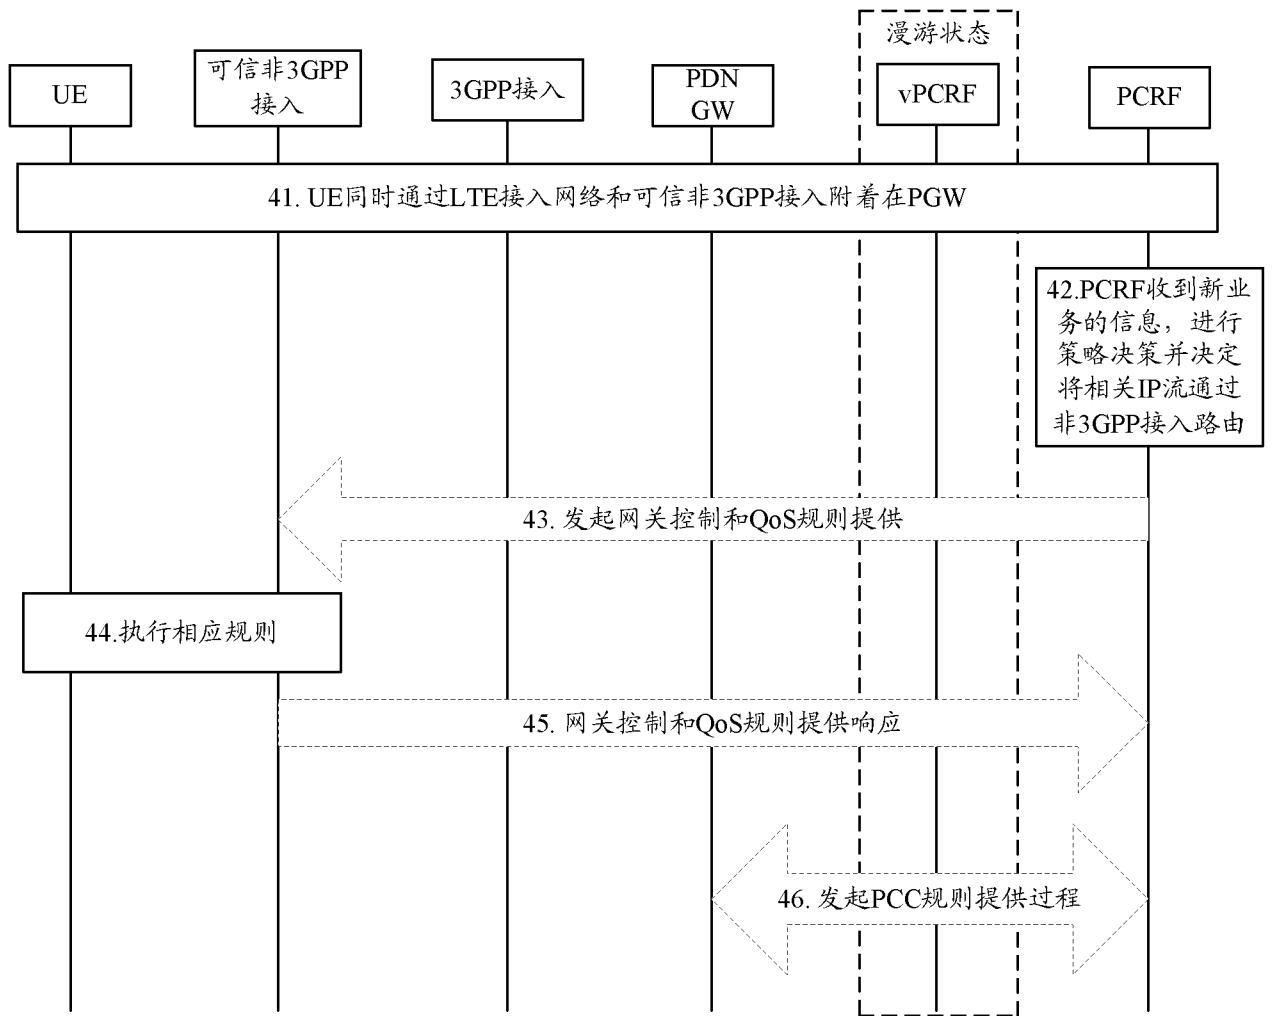 漫游状态
UE
可信非3GPP
接入
3GPP接入
PDN
GW
vPCRF
PCRF
41. UE同时通过LTE接入网络和可信非3GPP接入附着在PGW
42.PCRF收到新业
务的信息，进行
策略决策并决定
将相关IP流通过
非3GPP接入路由
43. 发起网关控制和QoS规则提供
44.执行相应规则
45. 网关控制和QoS规则提供响应
46. 发起PCC规则提供过程